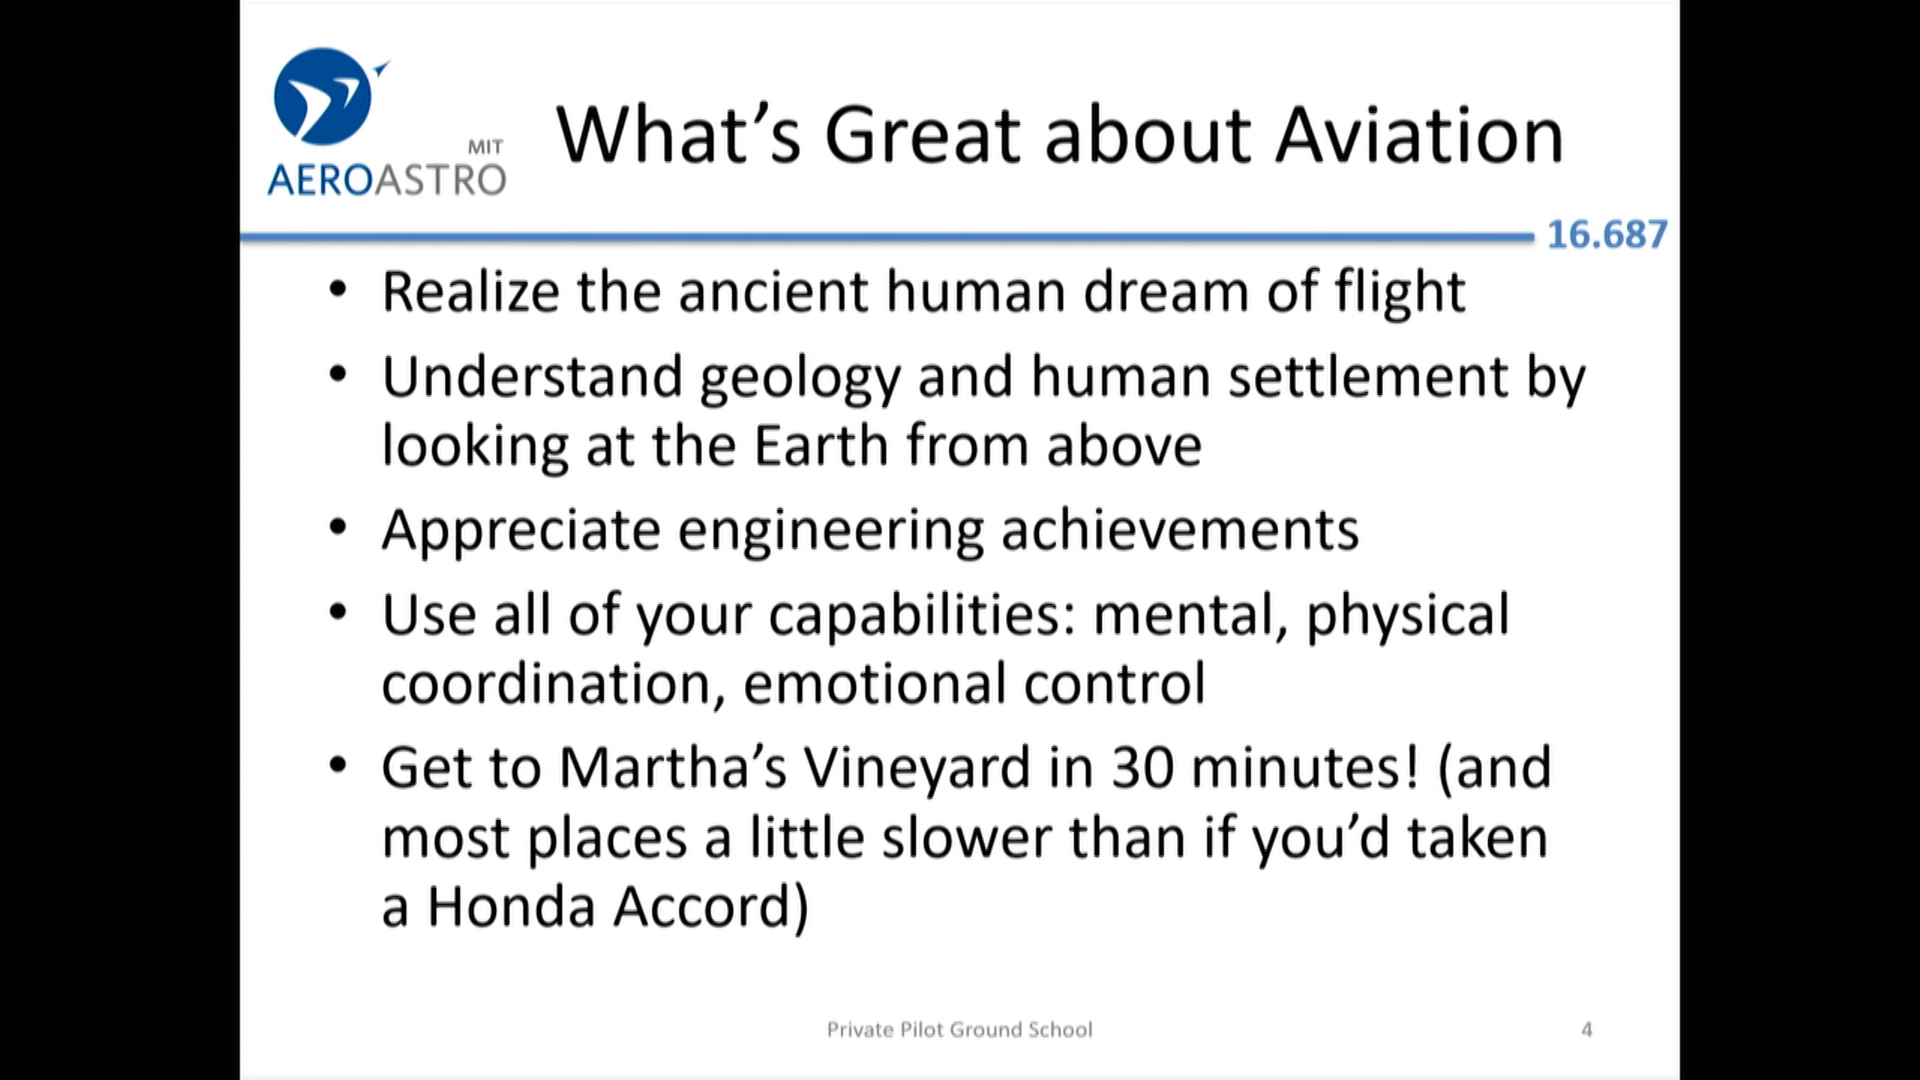 MIT
AEROASTRO
What’s Great about Aviation
16.687
• Realize the ancient human dream of flight
• Understand geology and human settlement by
looking at the Earth from above
• Appreciate engineering achievements
• Use all of your capabilities: mental, physical
coordination, emotional control
• Get to Martha’s Vineyard in 30 minutes! (and
most places a little slower than if you’d taken
a Honda Accord)
Private Pilot Ground School
4